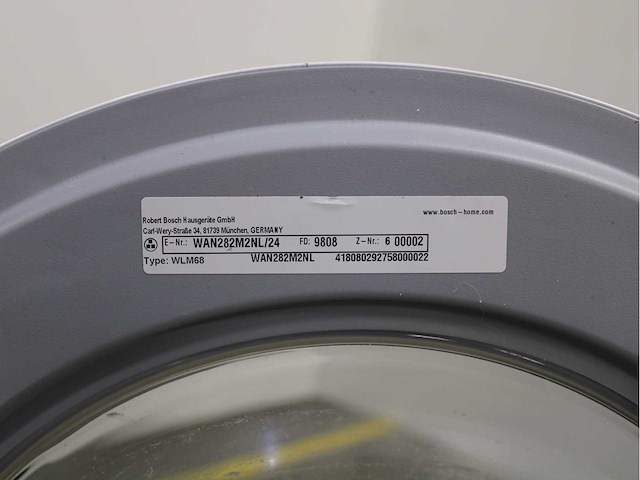 www.bosch-home.com
Robert Bosch Hausgeräte GmbH
Carl-Wery-Straße 34, 81739 München, GERMANY
E-Nr.: WAN282M2NL/24 FD: 9808 Z-Nr.: 6 00002
Type: WLM68 WAN282M2NL 418080292758000022